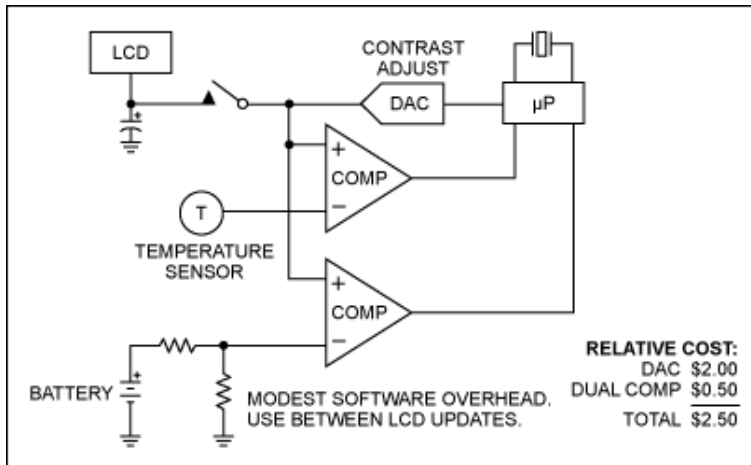 LCD
CONTRAST
ADJUST
DAC
µP
+
+
COMP
−
T
TEMPERATURE
SENSOR
+
COMP
−
+
BATTERY
MODEST SOFTWARE OVERHEAD.
USE BETWEEN LCD UPDATES.
RELATIVE COST:
DAC $2.00
DUAL COMP $0.50
TOTAL $2.50